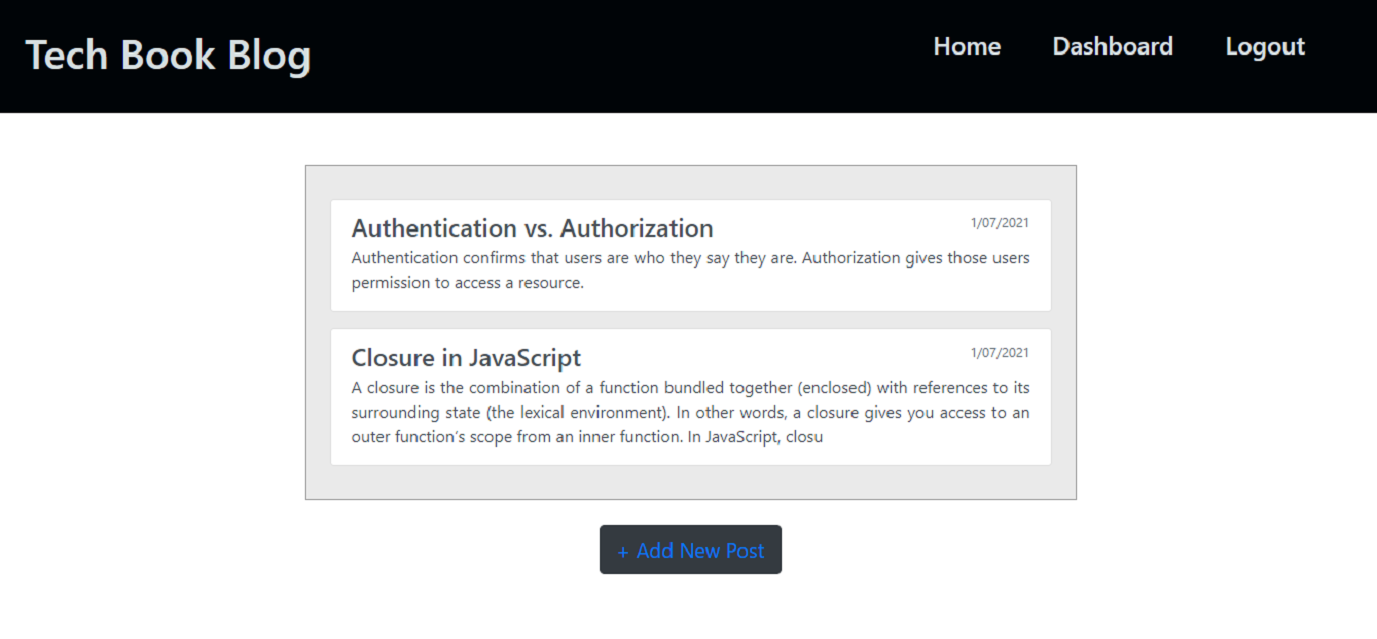 Tech Book Blog
Home Dashboard Logout
Authentication vs. Authorization 1/07/2021
Authentication confirms that users are who they say they are. Authorization gives those users
permission to access a resource.
Closure in JavaScript 1/07/2021
A closure is the combination of a function bundled together (enclosed) with references to its
surrounding state (the lexical environment). In other words, a closure gives you access to an
outer function's scope from an inner function. In JavaScript, closu
+ Add New Post